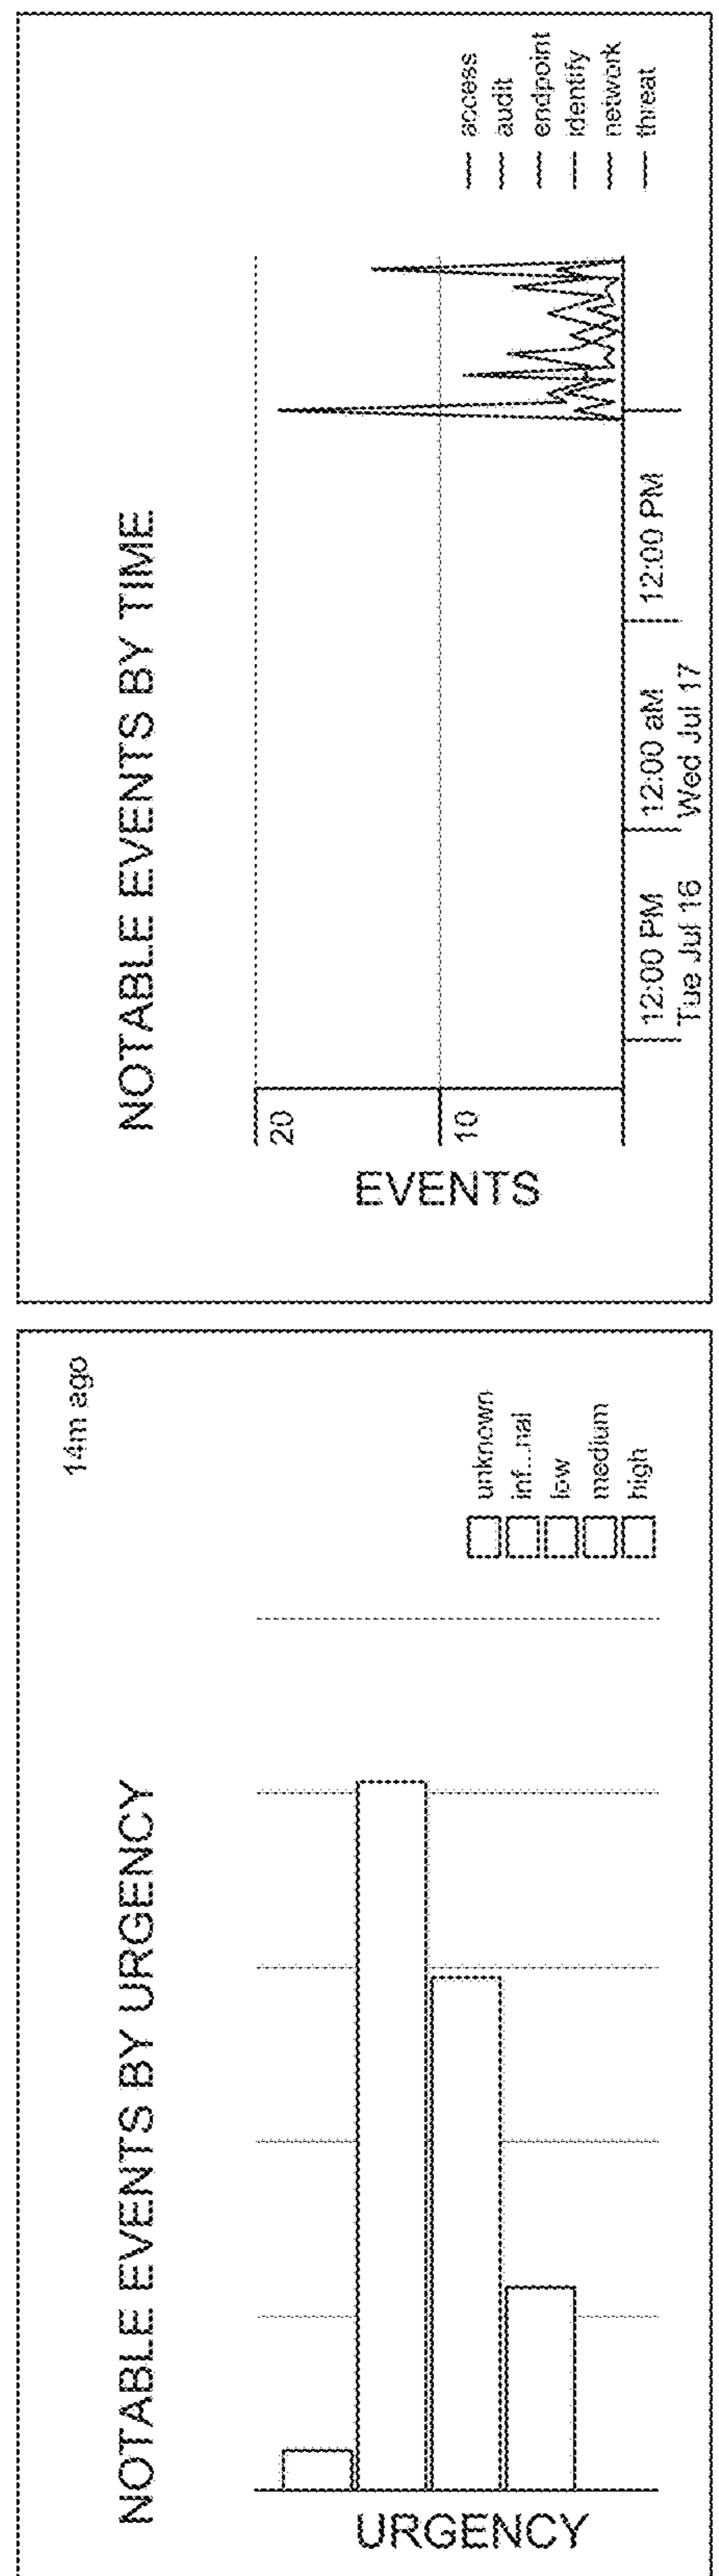 NOTABLE EVENTS BY URGENCY
14m ago
URGENCY
unknown
inf...nal
low
medium
high
NOTABLE EVENTS BY TIME
EVENTS
20
10
12:00 PM
Tue Jul 16
12:00 aM
Wed Jul 17
12:00 PM
access
audit
endpoint
identify
network
threat